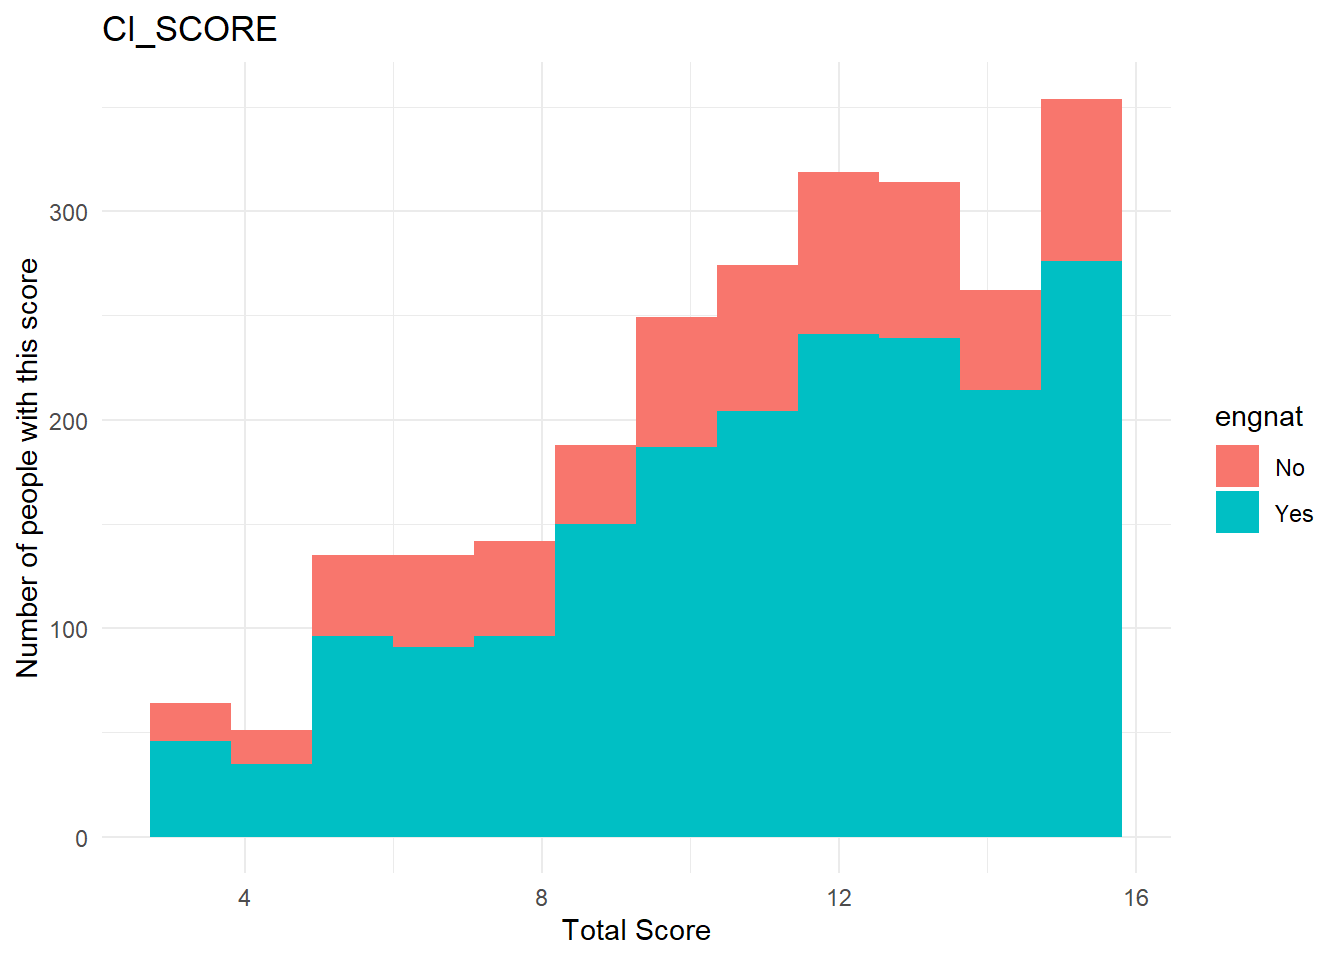 CI_SCORE
Number of people with this score
300
200
100
0
4 8 12 16
Total Score
engnat
No
Yes